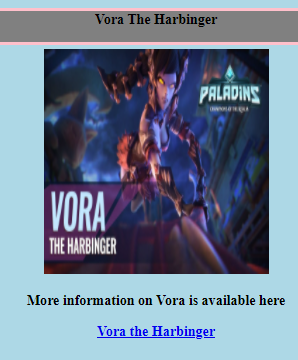 Vora The Harbinger
PALADINS
CHAMPIONS OF THE REALM
VORA
THE HARBINGER
More information on Vora is available here
Vora the Harbinger